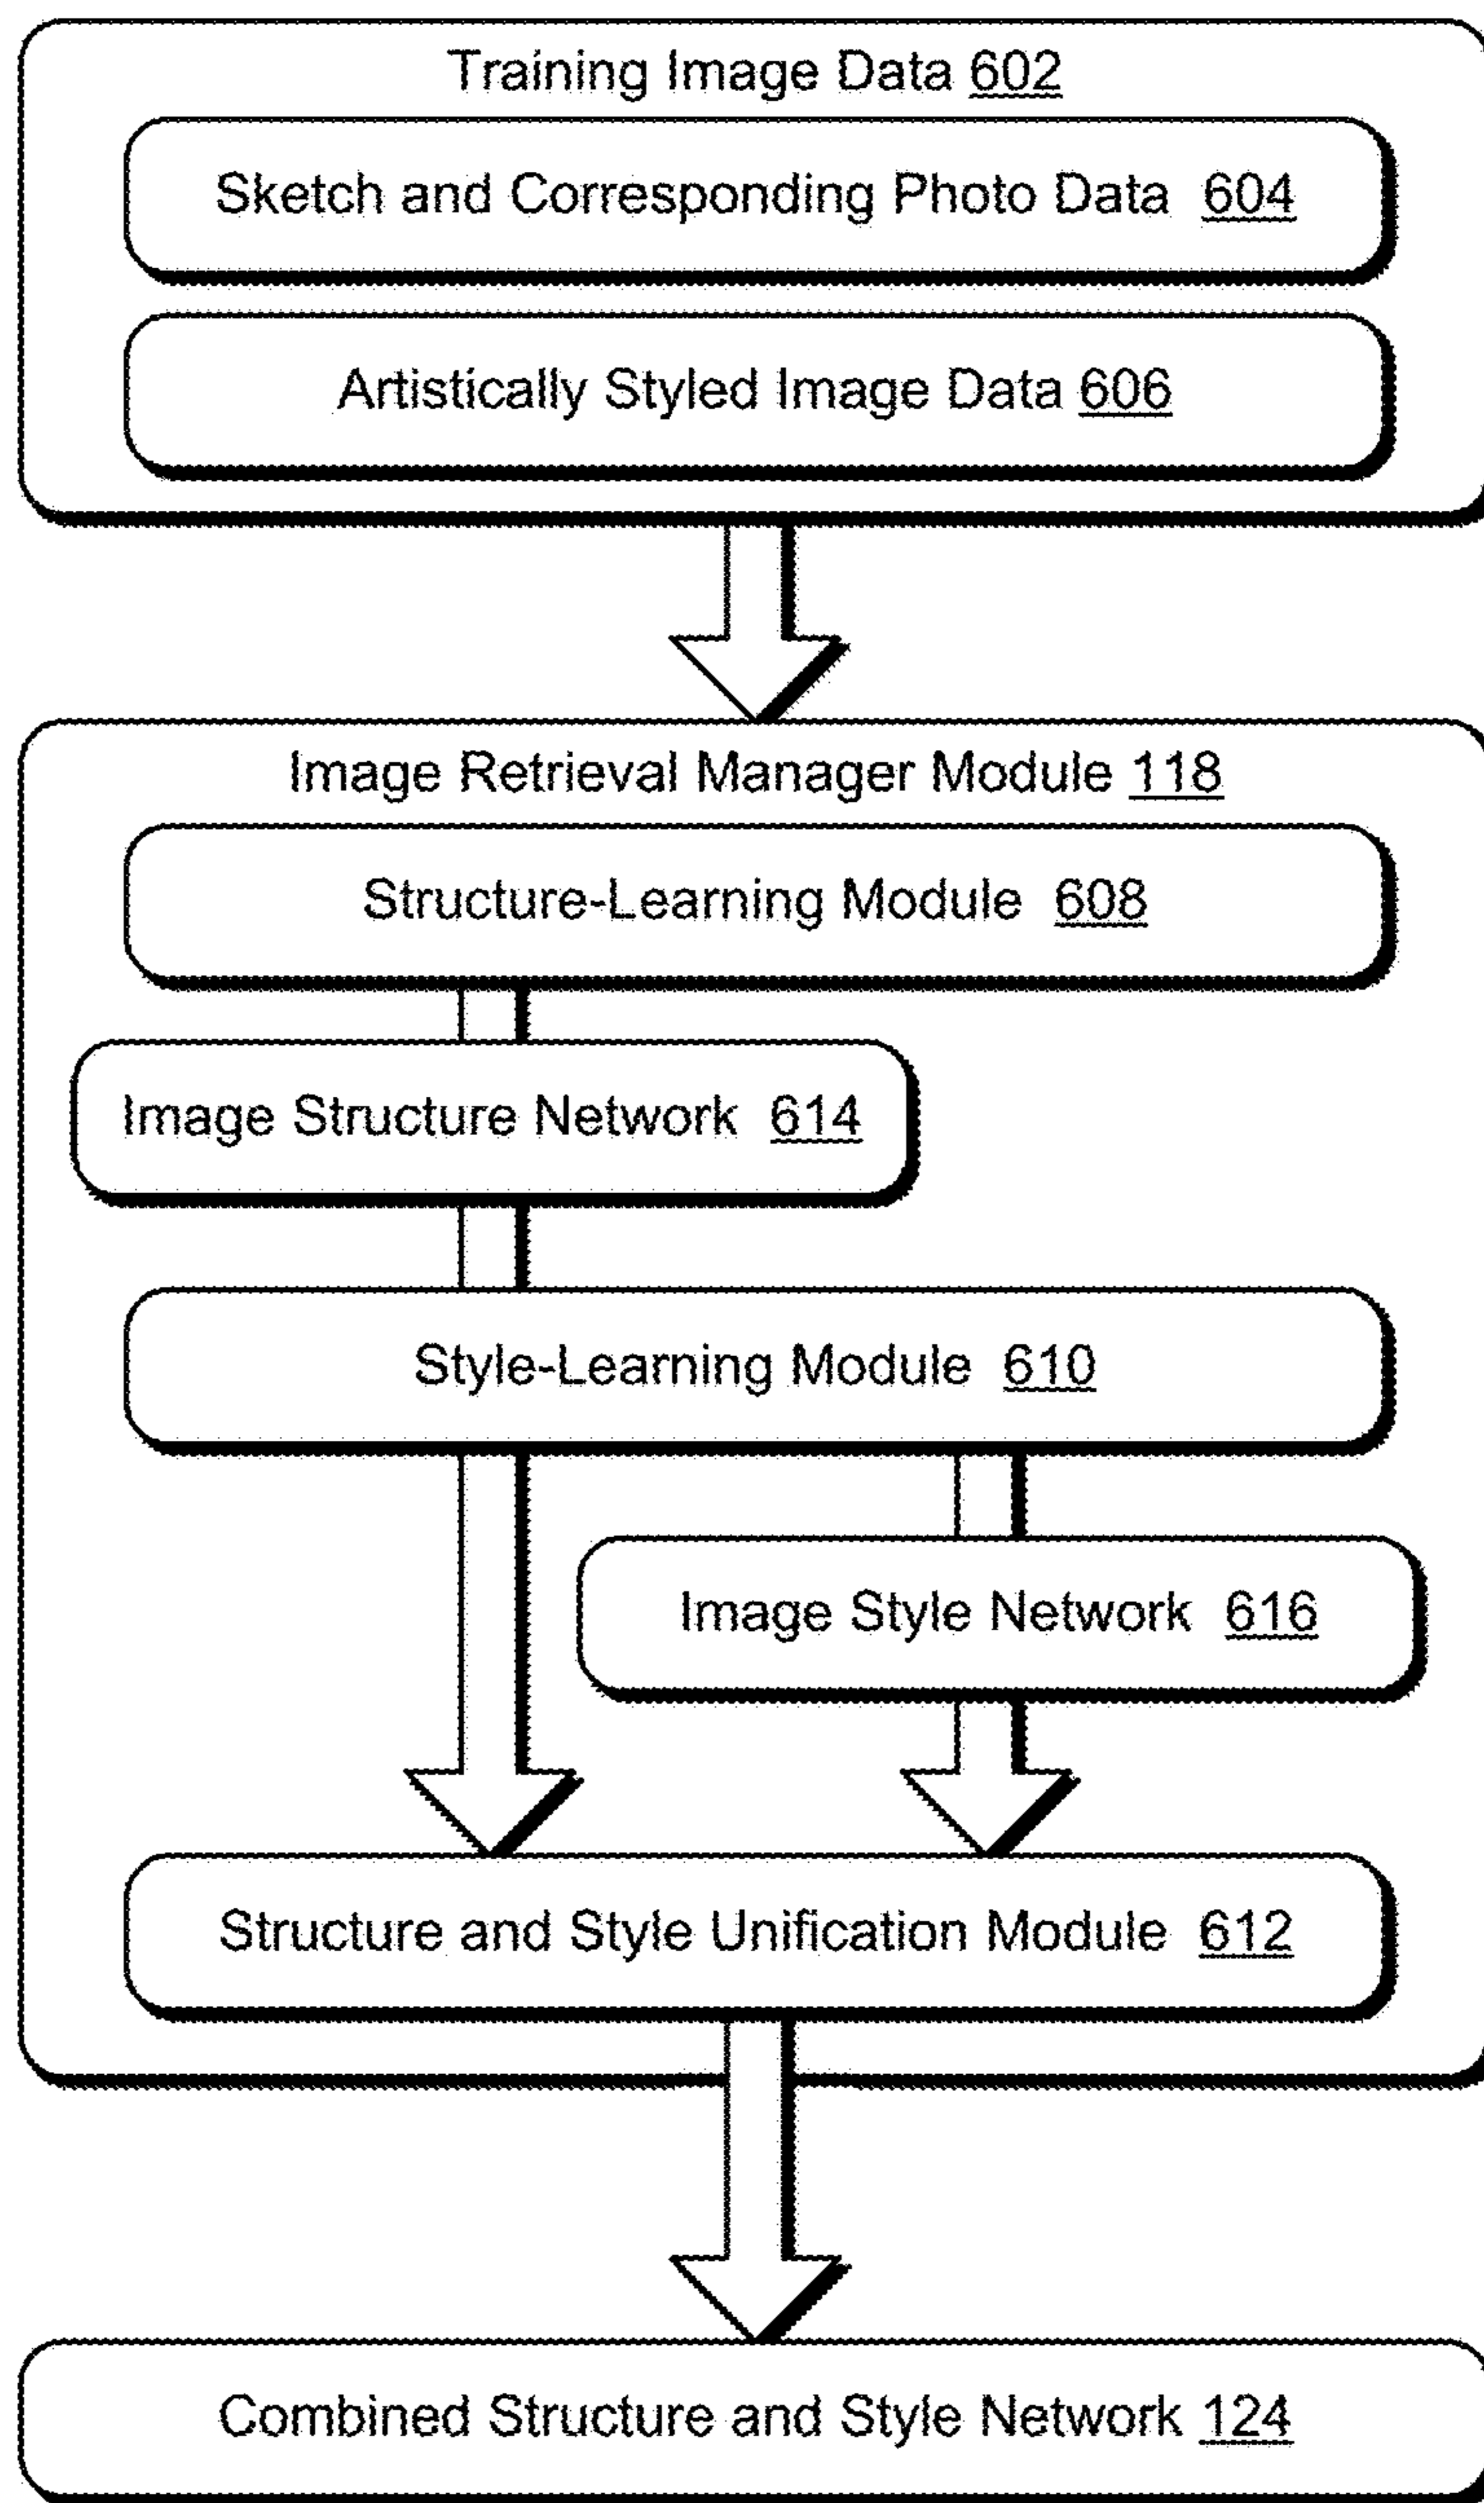 Training Image Data 602
Sketch and Corresponding Photo Data 604
Artistically Styled Image Data 606
Image Retrieval Manager Module 118
Structure-Learning Module 608
Image Structure Network 614
Style-Learning Module 610
Image Style Network 616
Structure and Style Unification Module 612
Combined Structure and Style Network 124